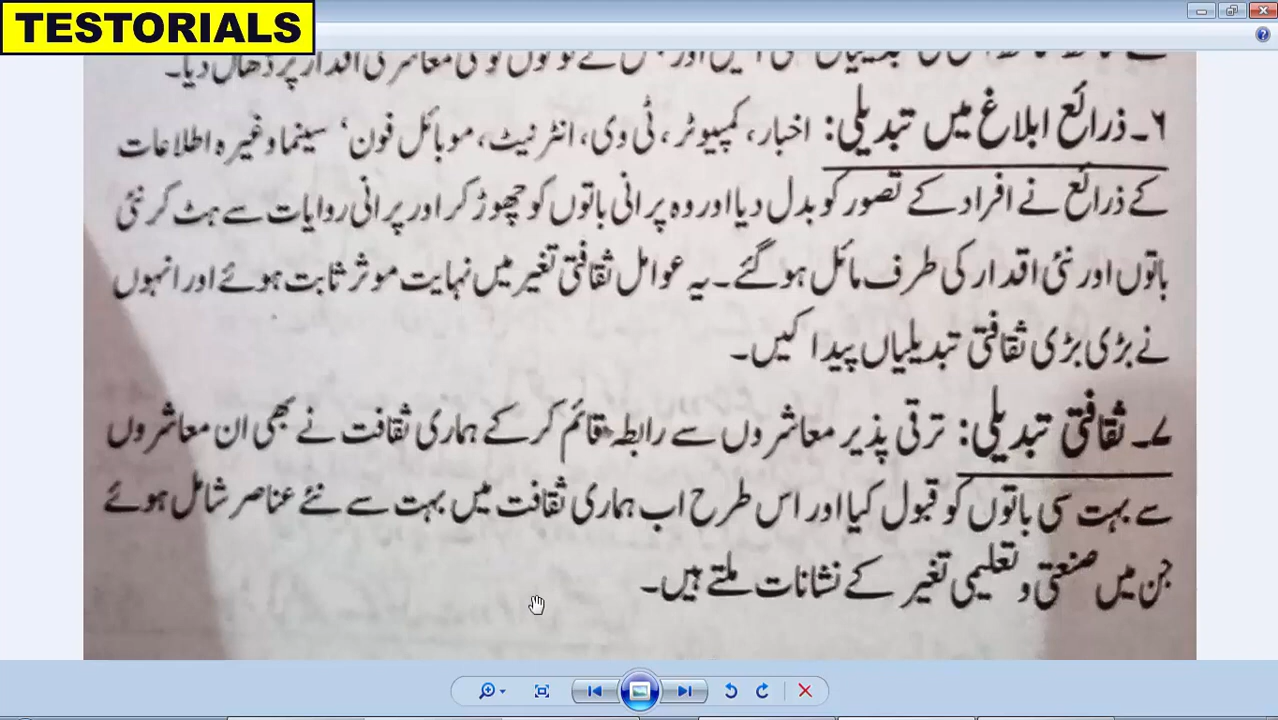 TESTORIALS
معاشرتی اقدار پر ڈھال دیا۔
۶۔ ذرائع ابلاغ میں تبدیلی: اخبار، کمپیوٹر، ٹی وی، انٹرنیٹ، موبائل فون‘ سینما وغیرہ اطلاعات
کے ذرائع نے افراد کے تصور کو بدل دیا اور وہ پرانی باتوں کو چھوڑ کر اور پرانی روایات سے ہٹ کر نئی
باتوں اور نئی اقدار کی طرف مائل ہو گئے۔ یہ عوامل ثقافتی تغیر میں نہایت موثر ثابت ہوئے اور انہوں
نے بڑی بڑی ثقافتی تبدیلیاں پیدا کیں۔
۷۔ ثقافتی تبدیلی: ترقی پذیر معاشروں سے رابطہ قائم کر کے ہماری ثقافت نے بھی ان معاشروں
سے بہت سی باتوں کو قبول کیا اور اس طرح اب ہماری ثقافت میں بہت سے نئے عناصر شامل ہوئے
جن میں صنعتی و تعلیمی تغیر کے نشانات ملتے ہیں۔